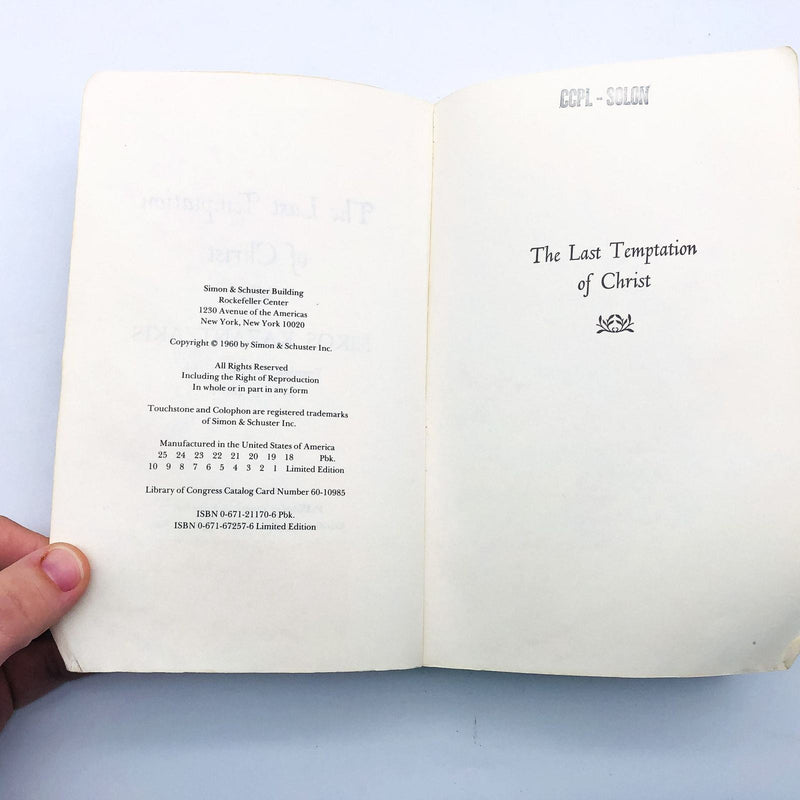 Simon & Schuster Building
Rockefeller Center
1230 Avenue of the Americas
New York, New York 10020
Copyright © 1960 by Simon & Schuster Inc.
All Rights Reserved
Including the Right of Reproduction
In whole or in part in any form
Touchstone and Colophon are registered trademarks
of Simon & Schuster Inc.
Manufactured in the United States of America
25 24 23 22 21 20 19 18 Pbk.
10 9 8 7 6 5 4 3 2 1 Limited Edition
Library of Congress Catalog Card Number 60-10985
ISBN 0-671-21170-6 Pbk.
ISBN 0-671-67257-6 Limited Edition
CCPL - SOLON
The Last Temptation
of Christ